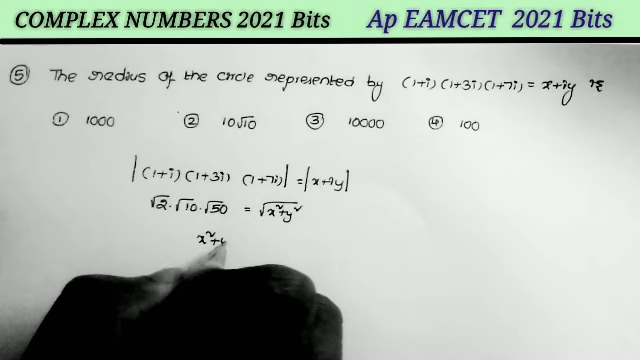 COMPLEX NUMBERS 2021 Bits Ap EAMCET 2021 Bits
⑤ The radius of the circle represented by (1+i)(1+3i)(1+7i) = x+iy is
① 1000 ② 10√10 ③ 10000 ④ 100
|(1+i)(1+3i)(1+7i)| = |x+iy|
√2·√10·√50 = √x²+y²
x²+